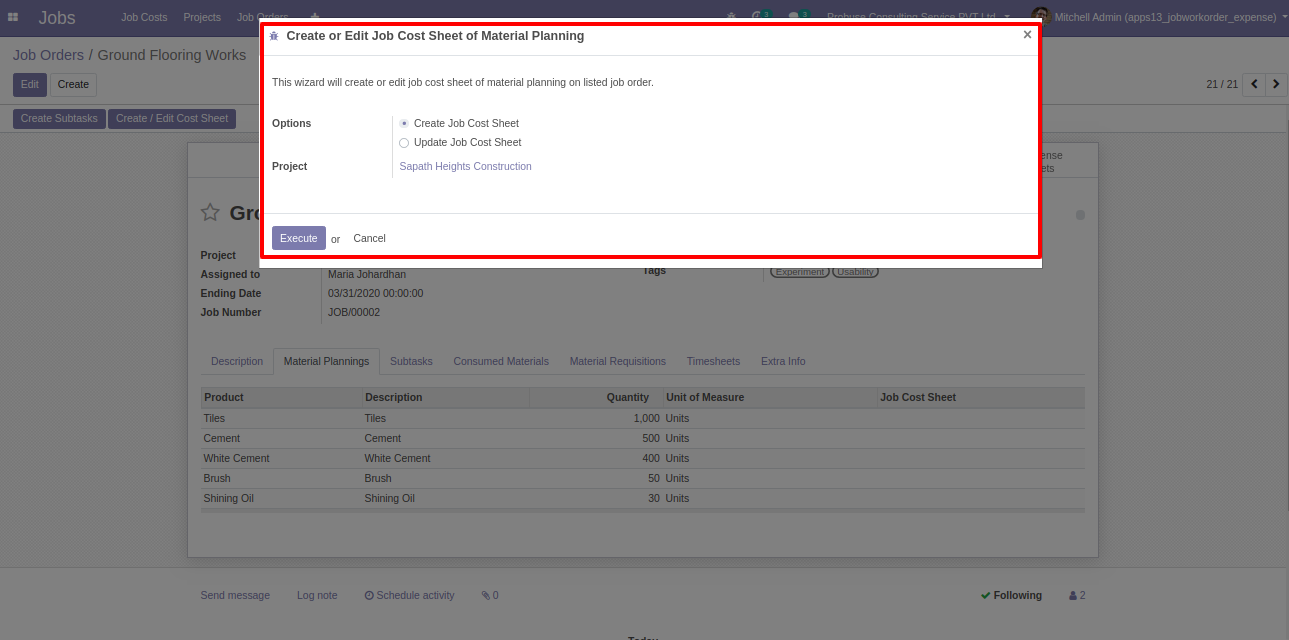 Jobs Job Costs Projects Job Orders
3 3 Probuse Consulting Service PVT Ltd. Mitchell Admin (apps13_jobworkorder_expense)
Create or Edit Job Cost Sheet of Material Planning ×
Job Orders / Ground Flooring Works
Edit Create
21 / 21
Create Subtasks Create / Edit Cost Sheet
This wizard will create or edit job cost sheet of material planning on listed job order.
Options Create Job Cost Sheet
Update Job Cost Sheet
Project Sapath Heights Construction
Execute or Cancel
Project
Assigned to Maria Johardhan
Tags Experiment Usability
Ending Date 03/31/2020 00:00:00
Job Number JOB/00002
Description Material Plannings Subtasks Consumed Materials Material Requisitions Timesheets Extra Info
Product Description Quantity Unit of Measure Job Cost Sheet
Tiles Tiles 1,000 Units
Cement Cement 500 Units
White Cement White Cement 400 Units
Brush Brush 50 Units
Shining Oil Shining Oil 30 Units
Send message Log note Schedule activity 0 Following 2
Today